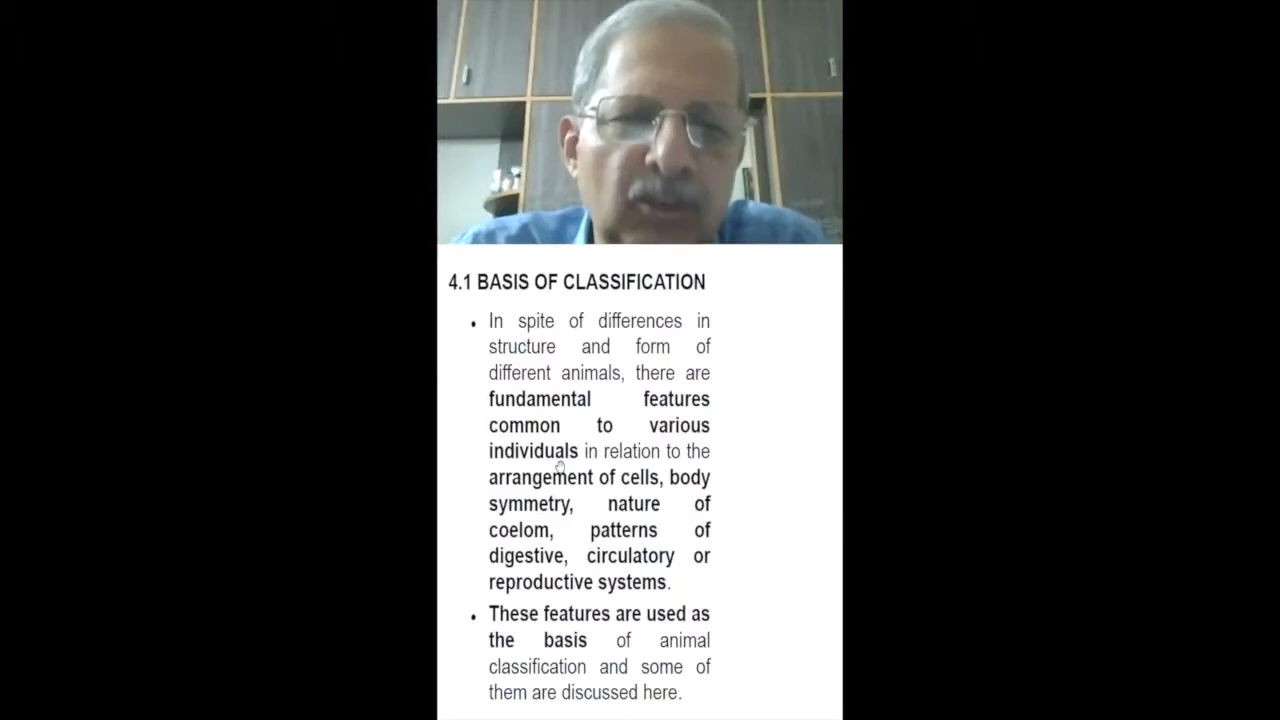 4.1 BASIS OF CLASSIFICATION
• In spite of differences in
structure and form of
different animals, there are
fundamental features
common to various
individuals in relation to the
arrangement of cells, body
symmetry, nature of
coelom, patterns of
digestive, circulatory or
reproductive systems.
• These features are used as
the basis of animal
classification and some of
them are discussed here.